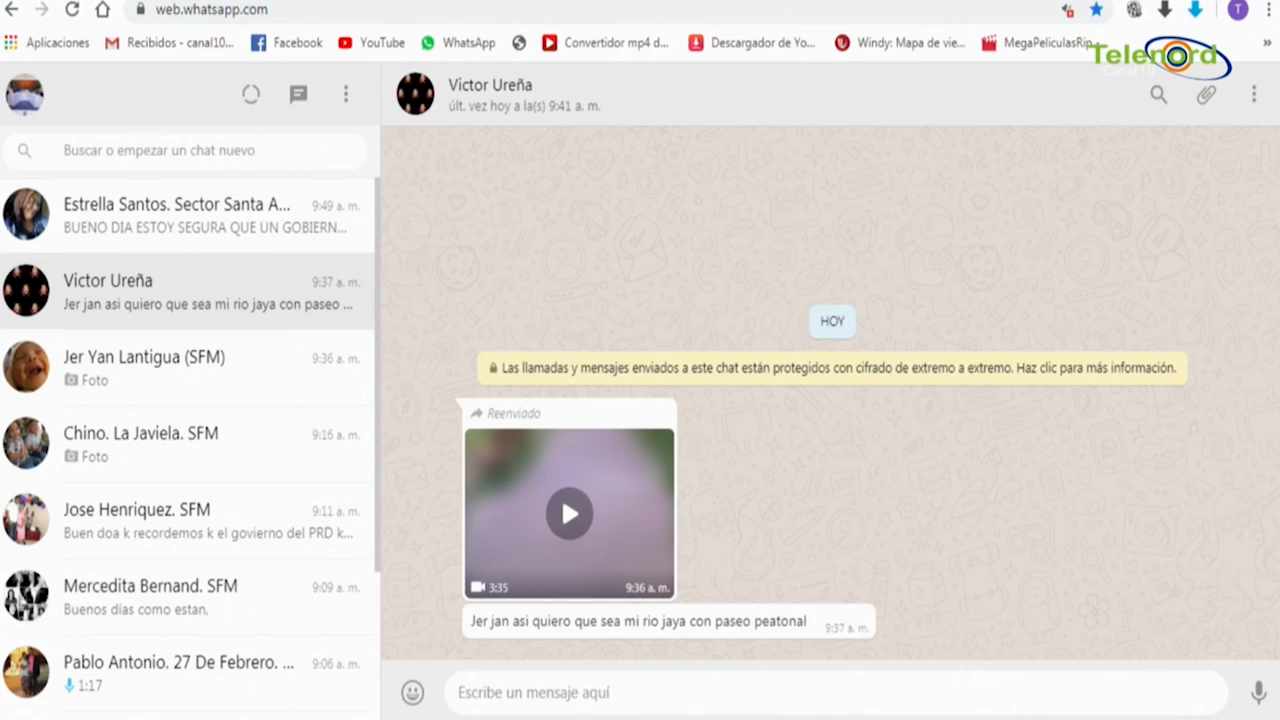 web.whatsapp.com
T
Aplicaciones
Recibidos - canal10...
Facebook
YouTube
WhatsApp
Convertidor mp4 d...
Descargador de Yo...
Windy: Mapa de vie...
MegaPeliculasRip...
»
Telenord
Canal 10
Victor Ureña
últ. vez hoy a la(s) 9:41 a. m.
Buscar o empezar un chat nuevo
Estrella Santos. Sector Santa A...
9:49 a. m.
BUENO DIA ESTOY SEGURA QUE UN GOBIERN...
Victor Ureña
9:37 a. m.
Jer jan asi quiero que sea mi rio jaya con paseo ...
Jer Yan Lantigua (SFM)
9:36 a. m.
Foto
Chino. La Javiela. SFM
9:16 a. m.
Foto
Jose Henriquez. SFM
9:11 a. m.
Buen doa k recordemos k el govierno del PRD k...
Mercedita Bernand. SFM
9:09 a. m.
Buenos días como estan.
Pablo Antonio. 27 De Febrero. ...
9:06 a. m.
1:17
HOY
Las llamadas y mensajes enviados a este chat están protegidos con cifrado de extremo a extremo. Haz clic para más información.
Reenviado
3:35
9:36 a. m.
Jer jan asi quiero que sea mi rio jaya con paseo peatonal
9:37 a. m.
Escribe un mensaje aquí